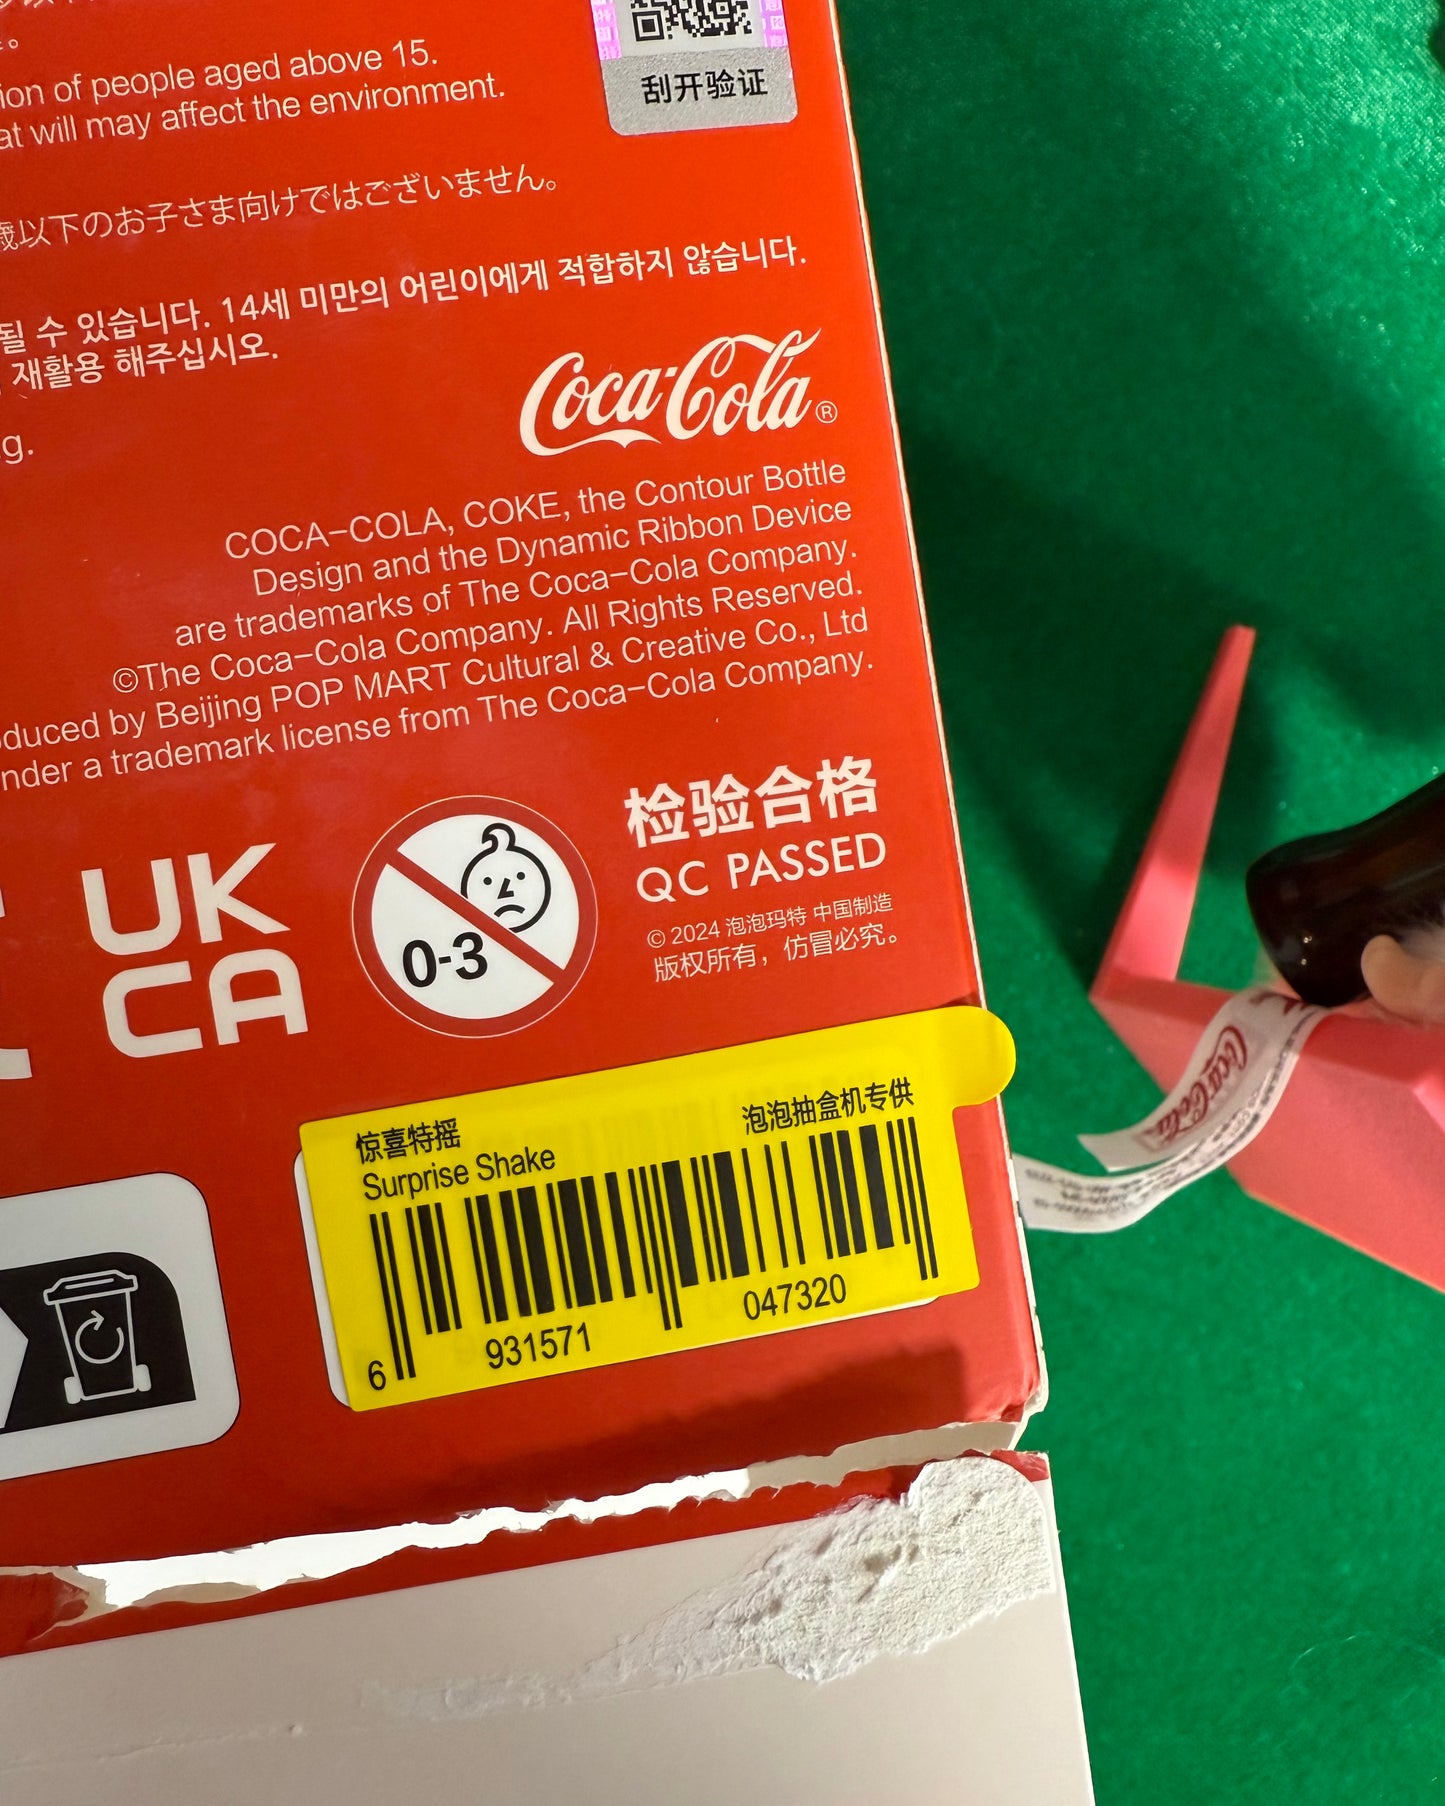 刮开验证
ion of people aged above 15.
at will may affect the environment.
歳以下のお子さま向けではございません。
될 수 있습니다. 14세 미만의 어린이에게 적합하지 않습니다.
재활용 해주십시오.
g.
Coca-Cola®
COCA-COLA, COKE, the Contour Bottle
Design and the Dynamic Ribbon Device
are trademarks of The Coca-Cola Company.
©The Coca-Cola Company. All Rights Reserved.
oduced by Beijing POP MART Cultural & Creative Co., Ltd
nder a trademark license from The Coca-Cola Company.
检验合格
QC PASSED
© 2024 泡泡玛特 中国制造
版权所有，仿冒必究。
UK
CA
0-3
惊喜特摇
泡泡抽盒机专供
Surprise Shake
6 931571 047320
Coca-Cola